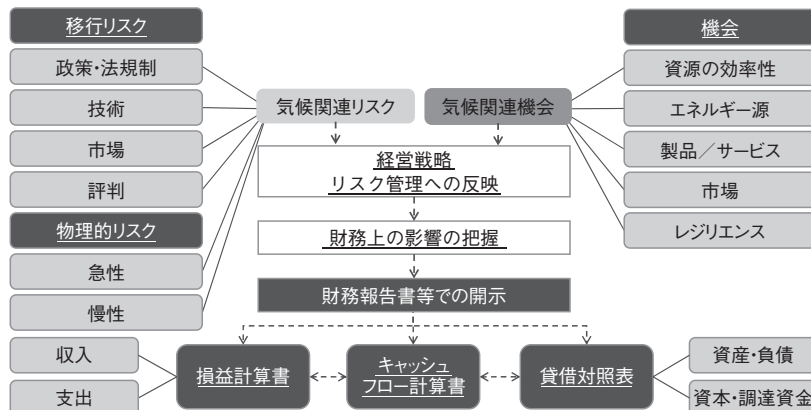 移行リスク
政策・法規制
技術
市場
評判
物理的リスク
急性
慢性
気候関連リスク
気候関連機会
機会
資源の効率性
エネルギー源
製品／サービス
市場
レジリエンス
経営戦略
リスク管理への反映
財務上の影響の把握
財務報告書等での開示
収入
支出
損益計算書
キャッシュ
フロー計算書
貸借対照表
資産・負債
資本・調達資金